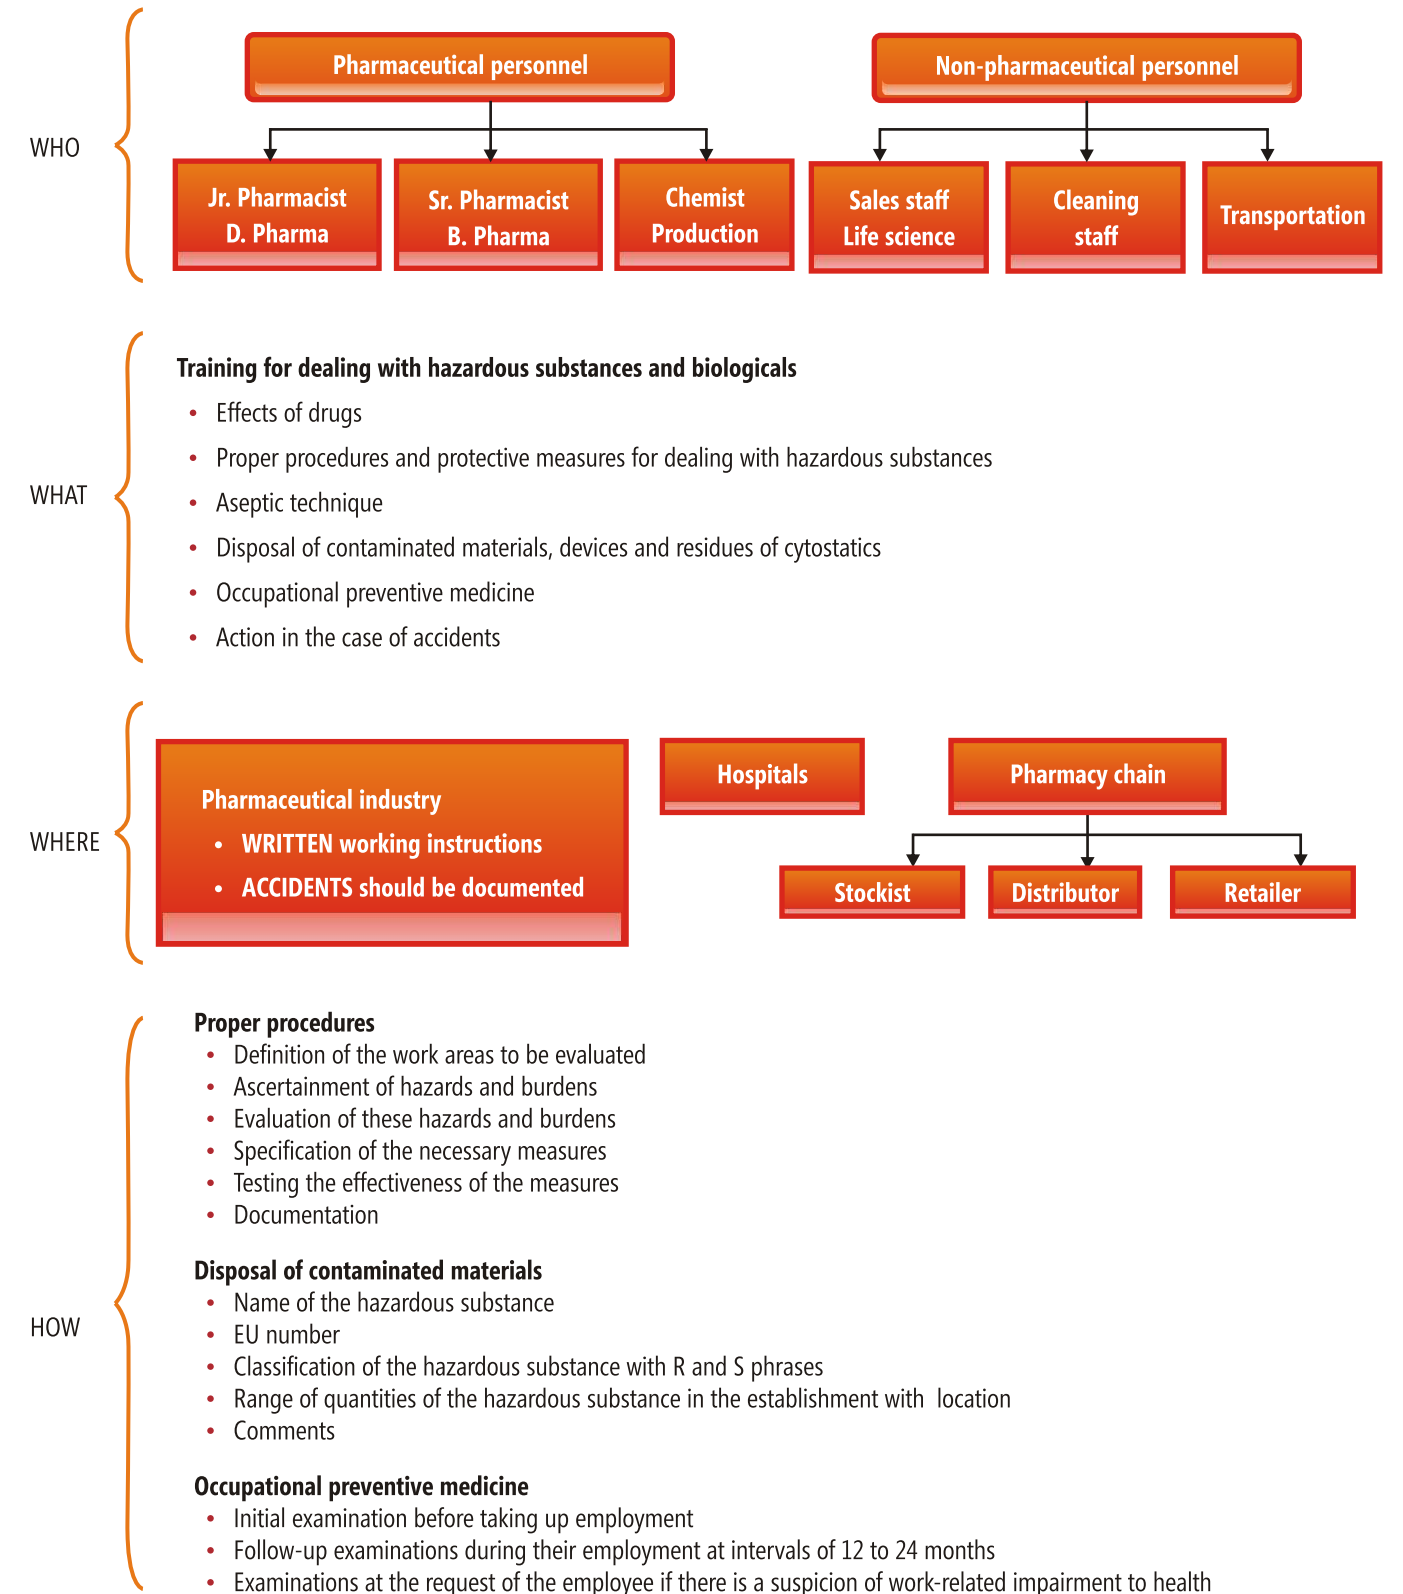 WHO
Pharmaceutical personnel
Non-pharmaceutical personnel
Jr. Pharmacist
D. Pharma
Sr. Pharmacist
B. Pharma
Chemist
Production
Sales staff
Life science
Cleaning
staff
Transportation
WHAT
Training for dealing with hazardous substances and biologicals
• Effects of drugs
• Proper procedures and protective measures for dealing with hazardous substances
• Aseptic technique
• Disposal of contaminated materials, devices and residues of cytostatics
• Occupational preventive medicine
• Action in the case of accidents
WHERE
Pharmaceutical industry
• WRITTEN working instructions
• ACCIDENTS should be documented
Hospitals
Pharmacy chain
Stockist
Distributor
Retailer
HOW
Proper procedures
• Definition of the work areas to be evaluated
• Ascertainment of hazards and burdens
• Evaluation of these hazards and burdens
• Specification of the necessary measures
• Testing the effectiveness of the measures
• Documentation
Disposal of contaminated materials
• Name of the hazardous substance
• EU number
• Classification of the hazardous substance with R and S phrases
• Range of quantities of the hazardous substance in the establishment with location
• Comments
Occupational preventive medicine
• Initial examination before taking up employment
• Follow-up examinations during their employment at intervals of 12 to 24 months
• Examinations at the request of the employee if there is a suspicion of work-related impairment to health